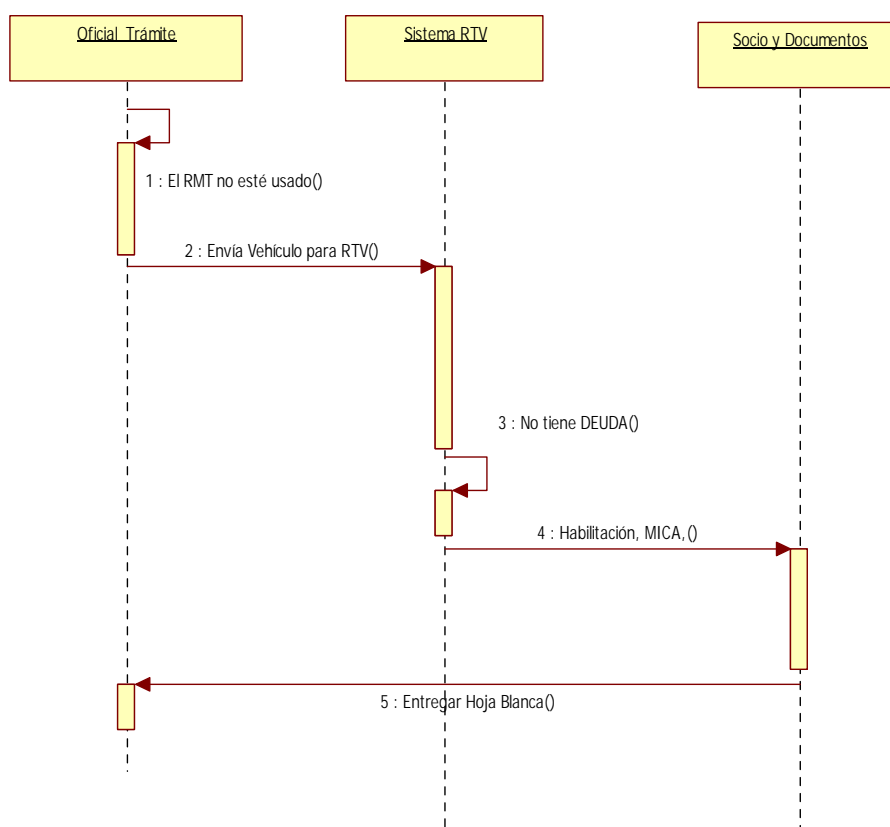 Oficial Trámite
Sistema RTV
Socio y Documentos
1 : El RMT no esté usado()
2 : Envía Vehículo para RTV()
3 : No tiene DEUDA()
4 : Habilitación, MICA,()
5 : Entregar Hoja Blanca()